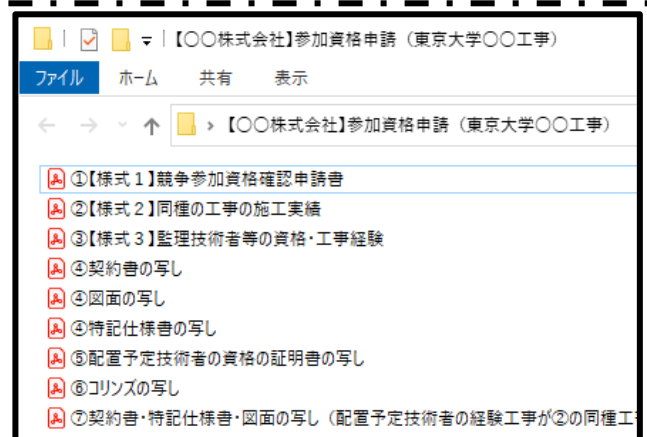 【〇〇株式会社】参加資格申請（東京大学〇〇工事）
ファイル ホーム 共有 表示
【〇〇株式会社】参加資格申請（東京大学〇〇工事）
①【様式１】競争参加資格確認申請書
②【様式２】同種の工事の施工実績
③【様式３】監理技術者等の資格・工事経験
④契約書の写し
④図面の写し
④特記仕様書の写し
⑤配置予定技術者の資格の証明書の写し
⑥コリンズの写し
⑦契約書・特記仕様書・図面の写し（配置予定技術者の経験工事が②の同種工